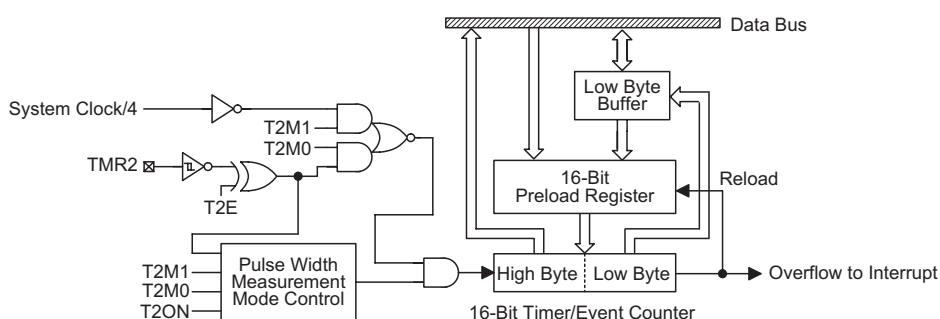 Data Bus
Low Byte
Buffer
System Clock/4
T2M1
T2M0
TMR2
T2E
16-Bit
Preload Register
Reload
T2M1
T2M0
T2ON
Pulse Width
Measurement
Mode Control
High Byte
Low Byte
Overflow to Interrupt
16-Bit Timer/Event Counter